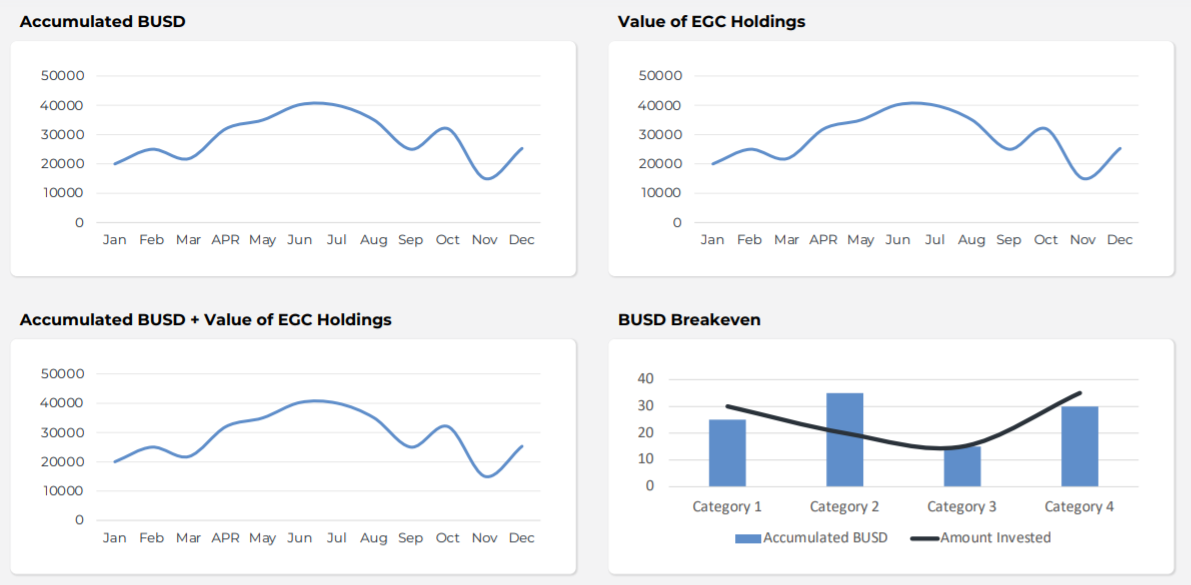 Accumulated BUSD
50000
40000
30000
20000
10000
0
Jan Feb Mar APR May Jun Jul Aug Sep Oct Nov Dec
Value of EGC Holdings
50000
40000
30000
20000
10000
0
Jan Feb Mar APR May Jun Jul Aug Sep Oct Nov Dec
Accumulated BUSD + Value of EGC Holdings
50000
40000
30000
20000
10000
0
Jan Feb Mar APR May Jun Jul Aug Sep Oct Nov Dec
BUSD Breakeven
40
30
20
10
0
Category 1 Category 2 Category 3 Category 4
Accumulated BUSD Amount Invested